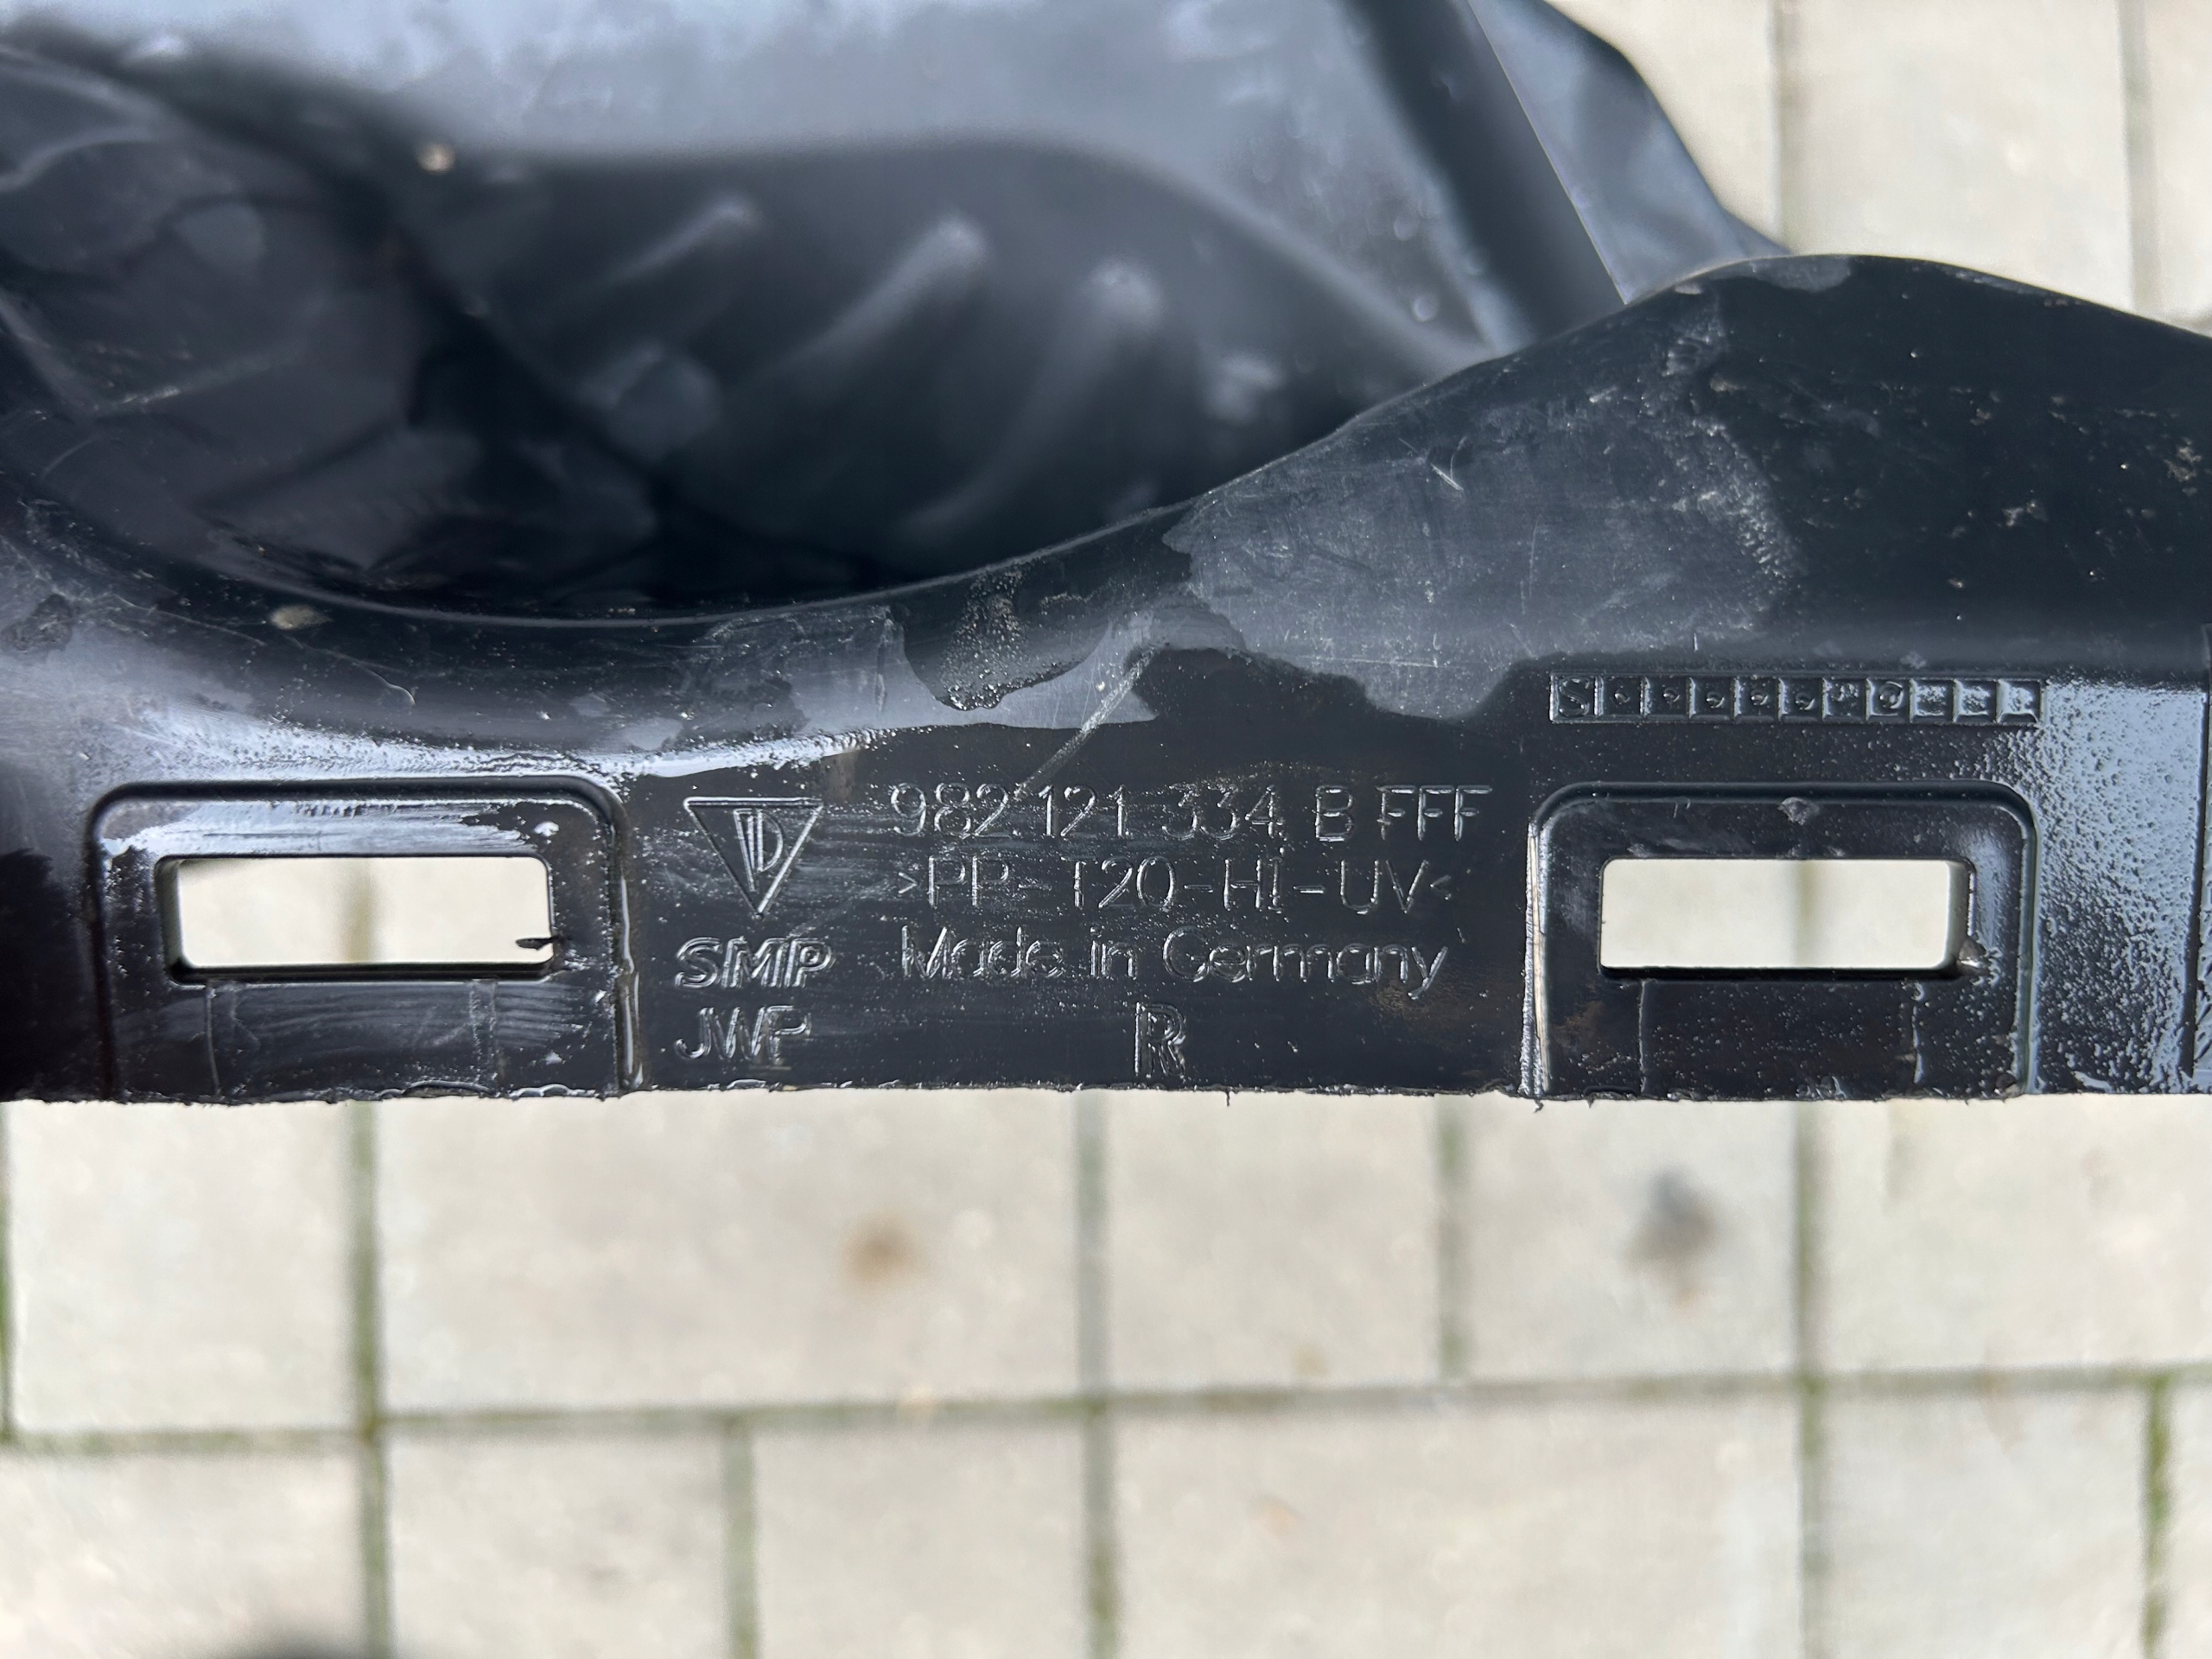 982.121.334. B FFF
>PP-T20-HI-UV<
Made in Germany
SMP
JWP
R